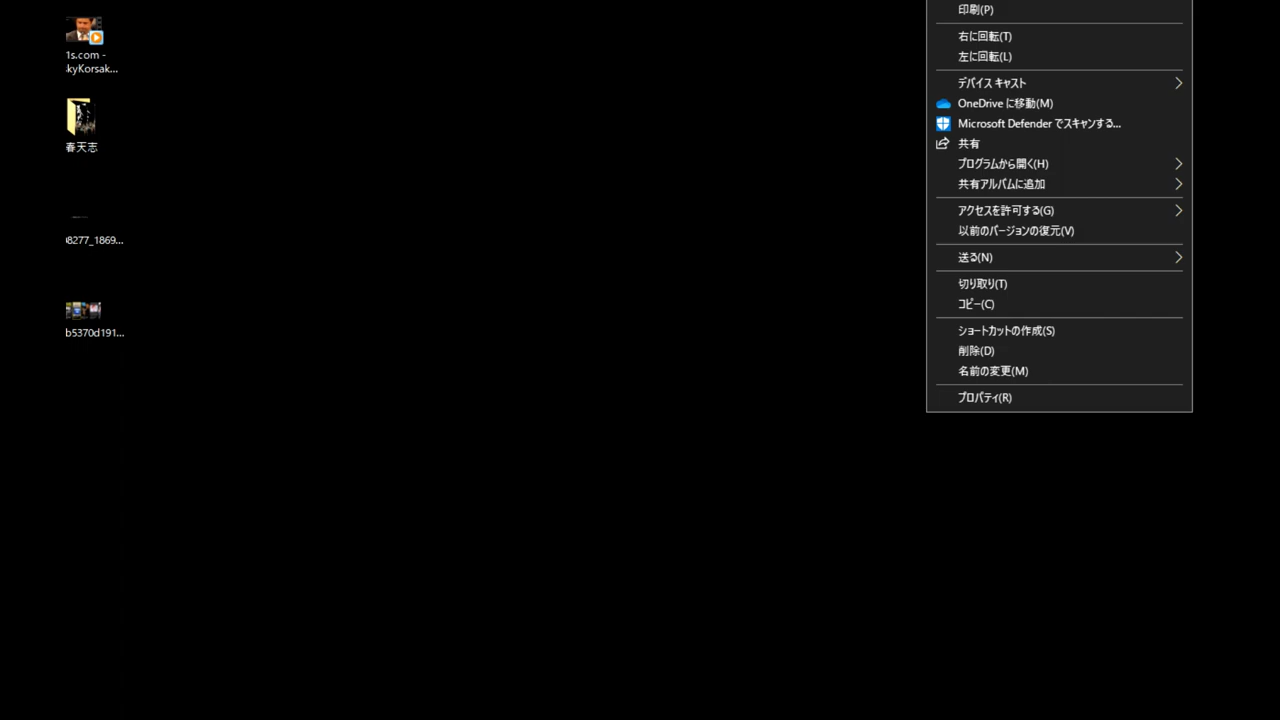 1s.com -
kyKorsak...
春天志
8277_1869...
b5370d191...
印刷(P)
右に回転(T)
左に回転(L)
デバイス キャスト
OneDrive に移動(M)
Microsoft Defender でスキャンする...
共有
プログラムから開く(H)
共有アルバムに追加
アクセスを許可する(G)
以前のバージョンの復元(V)
送る(N)
切り取り(T)
コピー(C)
ショートカットの作成(S)
削除(D)
名前の変更(M)
プロパティ(R)